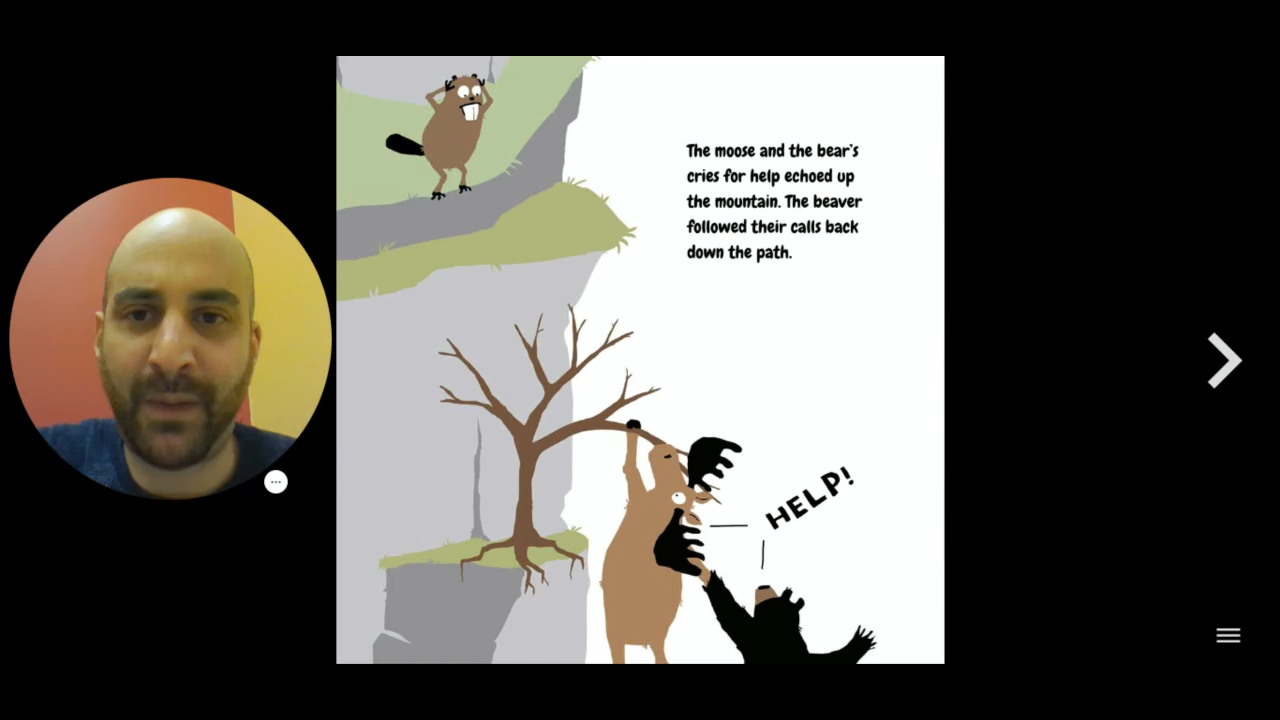 The moose and the bear's
cries for help echoed up
the mountain. The beaver
followed their calls back
down the path.
HELP!